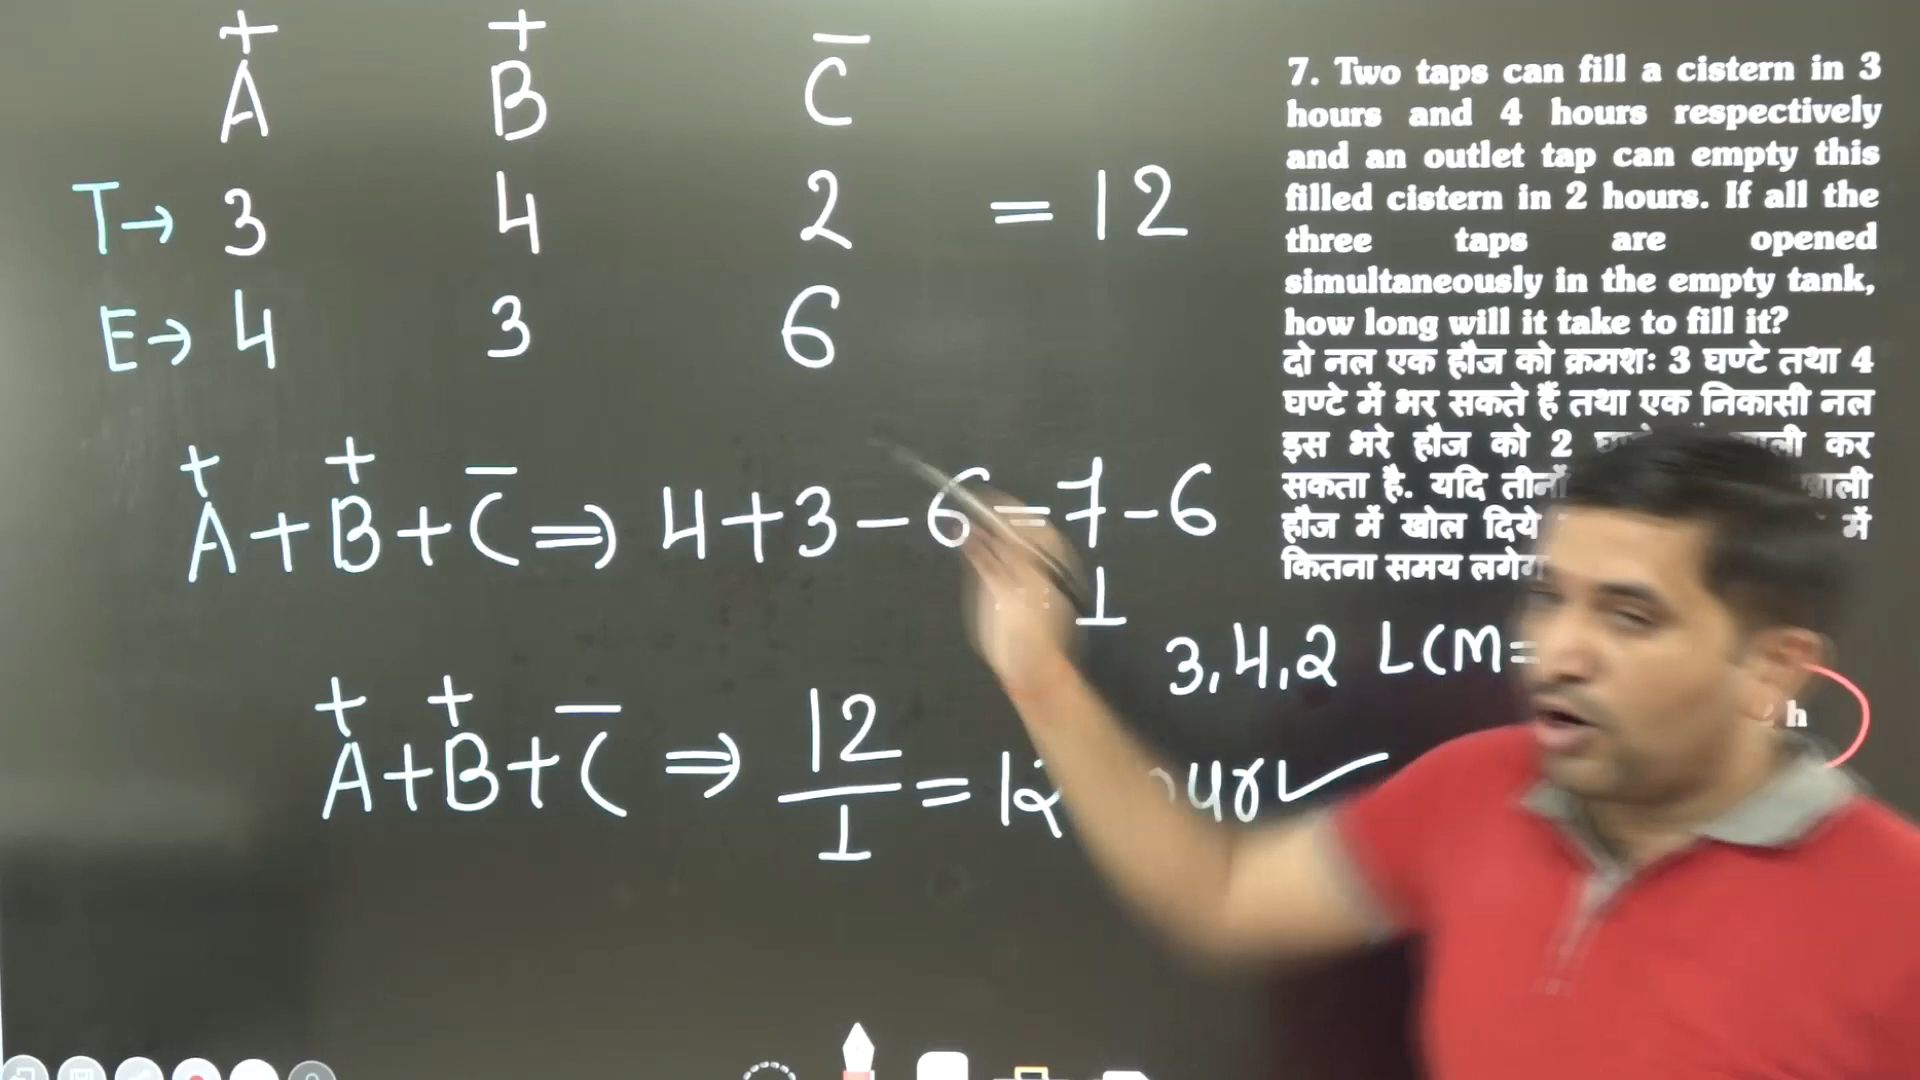 + + −
A B C
T→ 3 4 2 = 12
E→ 4 3 6
+ + −
A + B + C ⇒ 4 + 3 − 6 = 7 − 6
1
+ + −
A + B + C ⇒ 12/1 = 12
7. Two taps can fill a cistern in 3
hours and 4 hours respectively
and an outlet tap can empty this
filled cistern in 2 hours. If all the
three taps are opened
simultaneously in the empty tank,
how long will it take to fill it?
दो नल एक हौज को क्रमशः 3 घण्टे तथा 4
घण्टे में भर सकते हैं तथा एक निकासी नल
इस भरे हौज को 2 कर
सकता है. यदि तीनों
हौज में खोल दिये में
कितना समय
3, 4, 2 LCM =
h